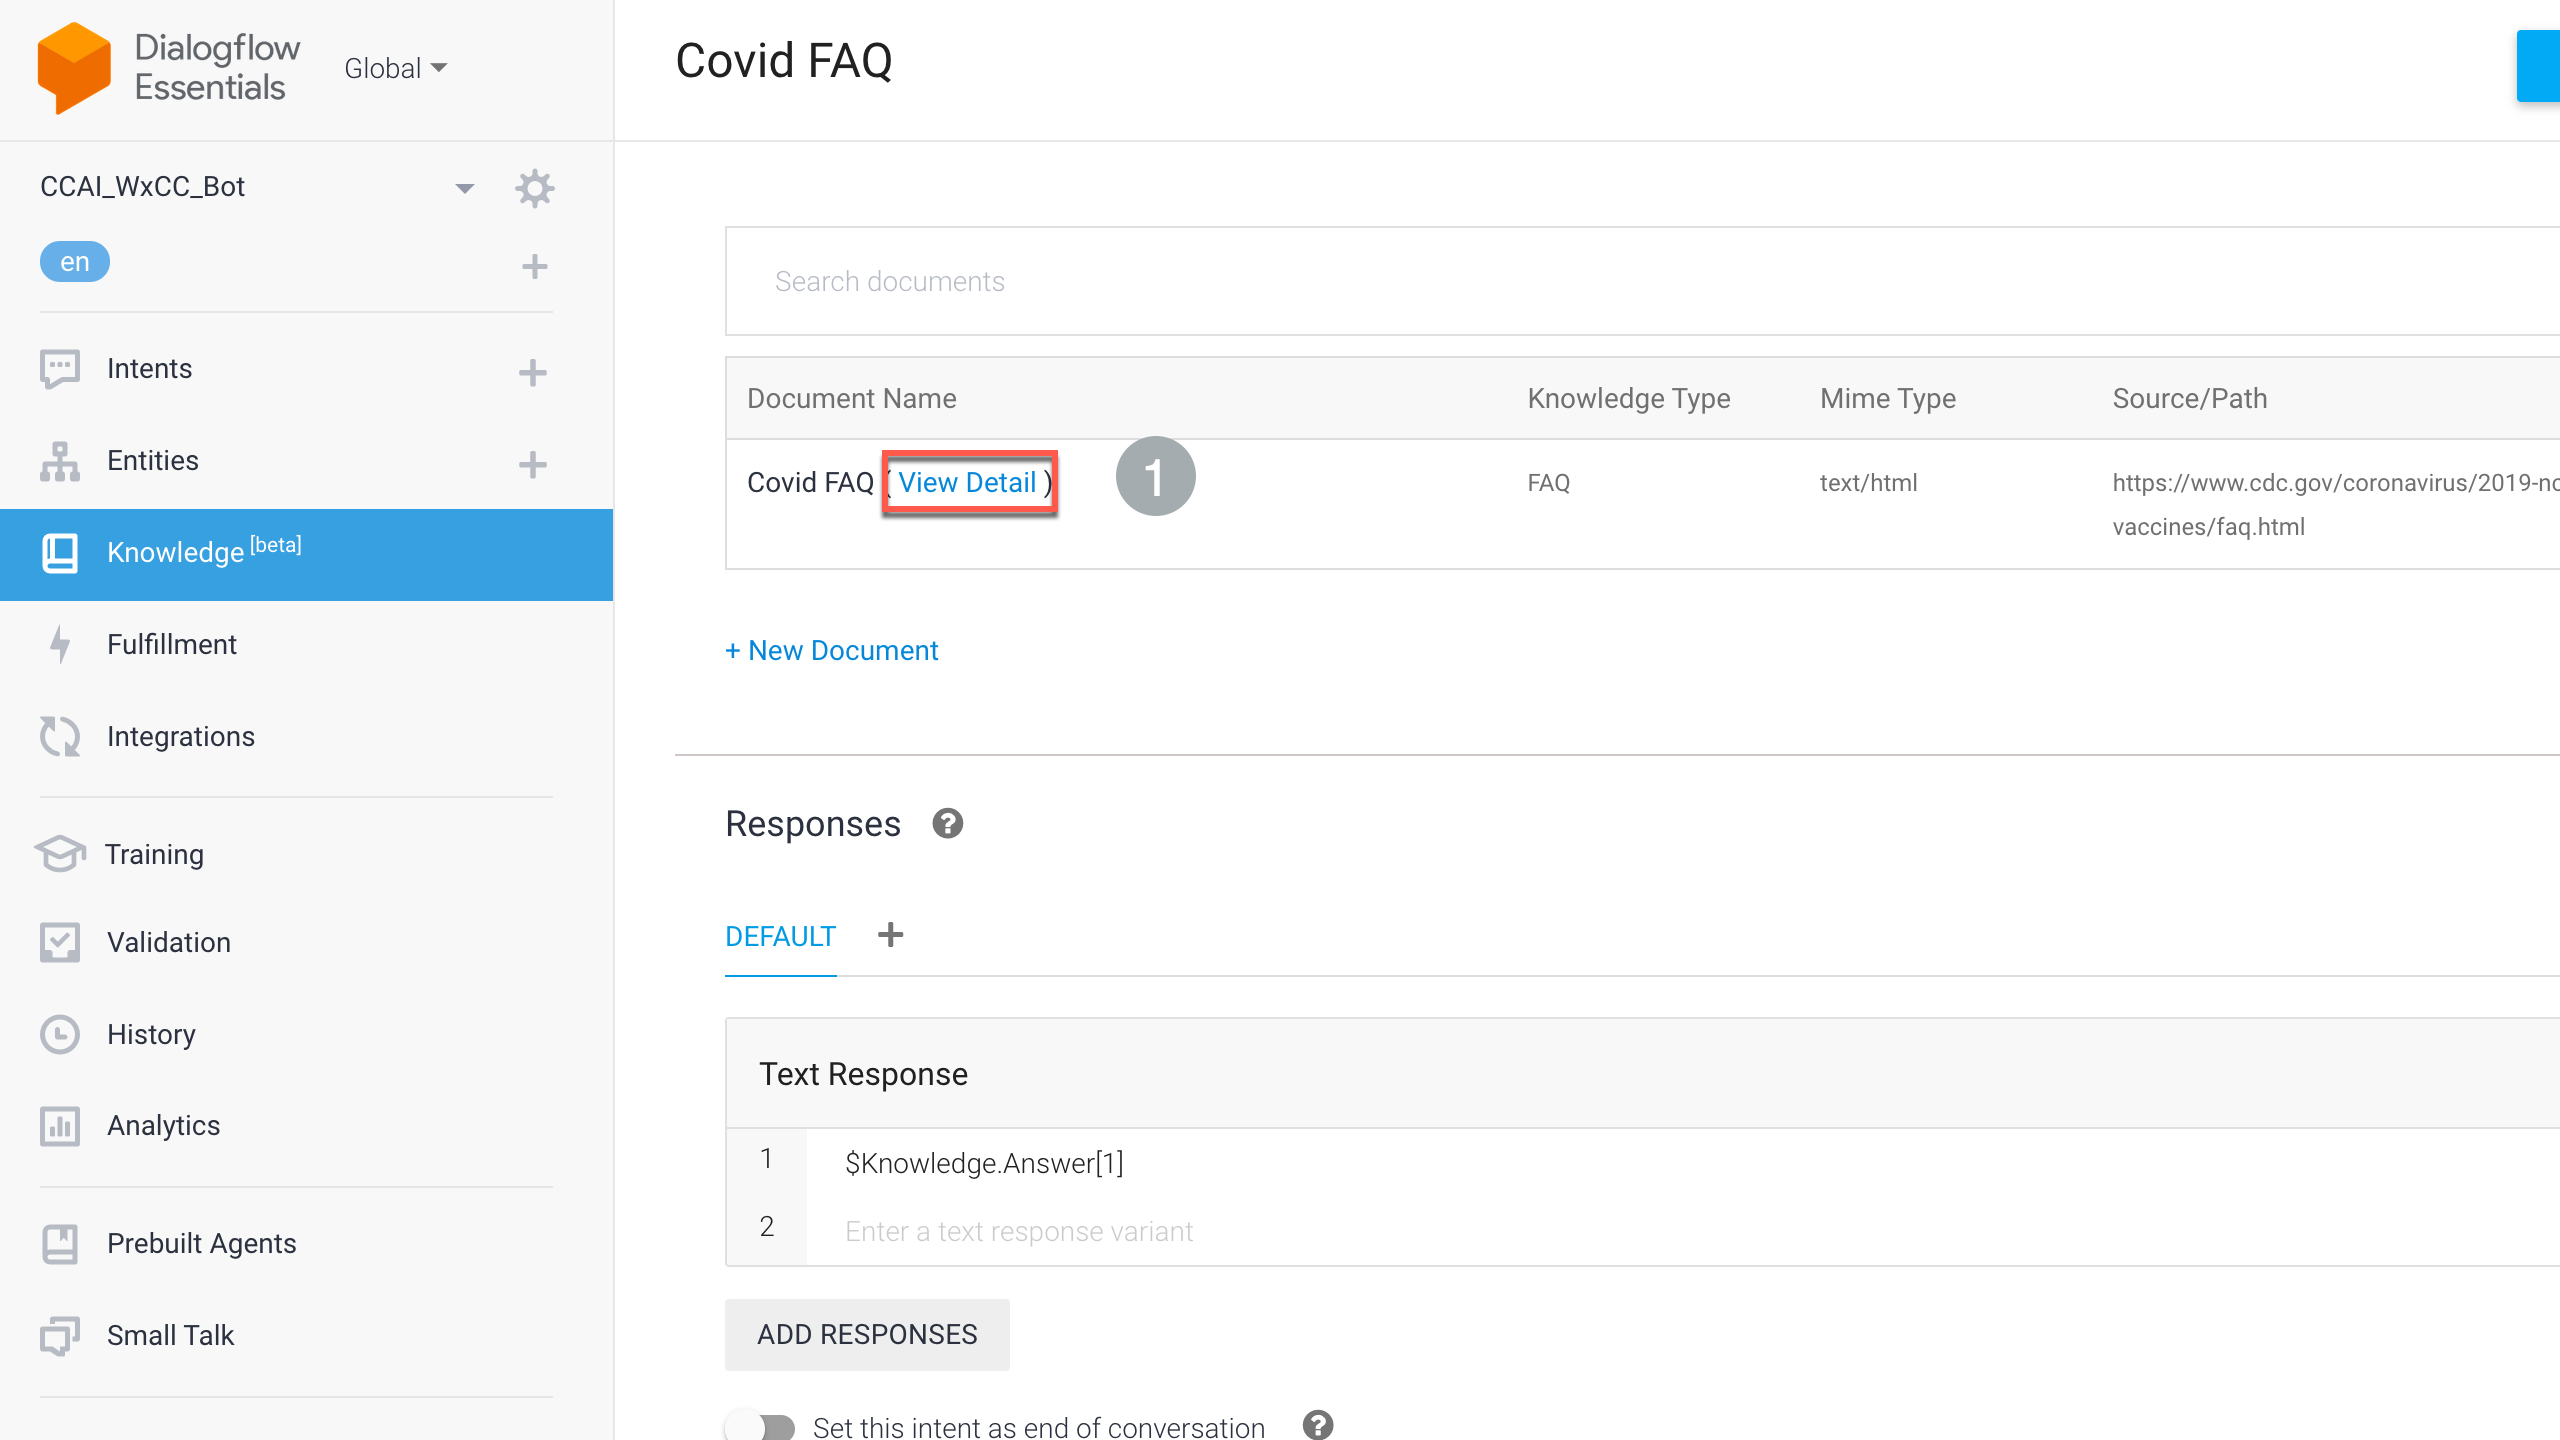 Dialogflow
Essentials
Global
Covid FAQ
CCAI_WxCC_Bot
en
Intents
Entities
Knowledge [beta]
Fulfillment
Integrations
Training
Validation
History
Analytics
Prebuilt Agents
Small Talk
Search documents
Document Name Knowledge Type Mime Type Source/Path
Covid FAQ ( View Detail ) 1 FAQ text/html https://www.cdc.gov/coronavirus/2019-nc
vaccines/faq.html
+ New Document
Responses ?
DEFAULT +
Text Response
1 $Knowledge.Answer[1]
2 Enter a text response variant
ADD RESPONSES
Set this intent as end of conversation ?